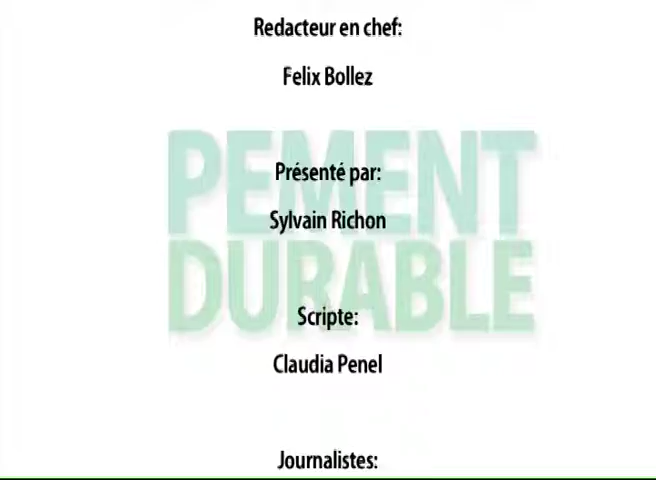 Redacteur en chef:
Felix Bollez
PEMENT
Présenté par:
Sylvain Richon
DURABLE
Scripte:
Claudia Penel
Journalistes: